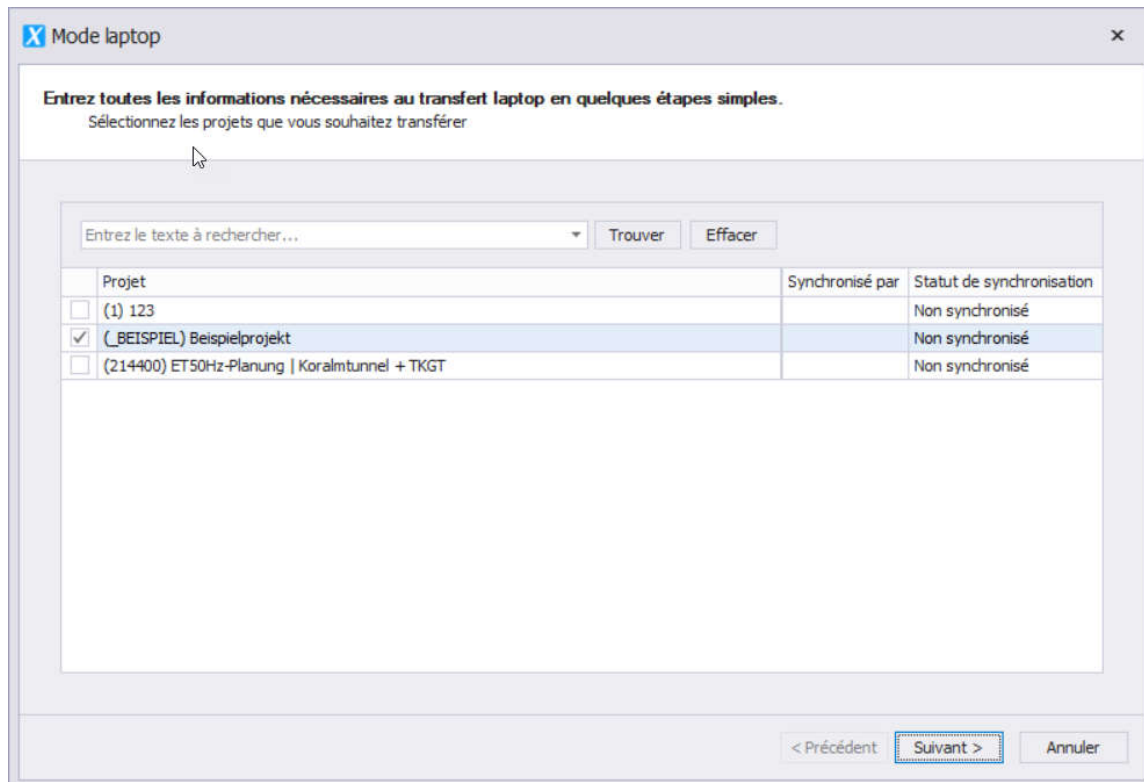 X Mode laptop
Entrez toutes les informations nécessaires au transfert laptop en quelques étapes simples.
Sélectionnez les projets que vous souhaitez transférer
Entrez le texte à rechercher... Trouver Effacer
Projet Synchronisé par Statut de synchronisation
(1) 123 Non synchronisé
(_BEISPIEL) Beispielprojekt Non synchronisé
(214400) ET50Hz-Planung | Koralmtunnel + TKGT Non synchronisé
< Précédent Suivant > Annuler